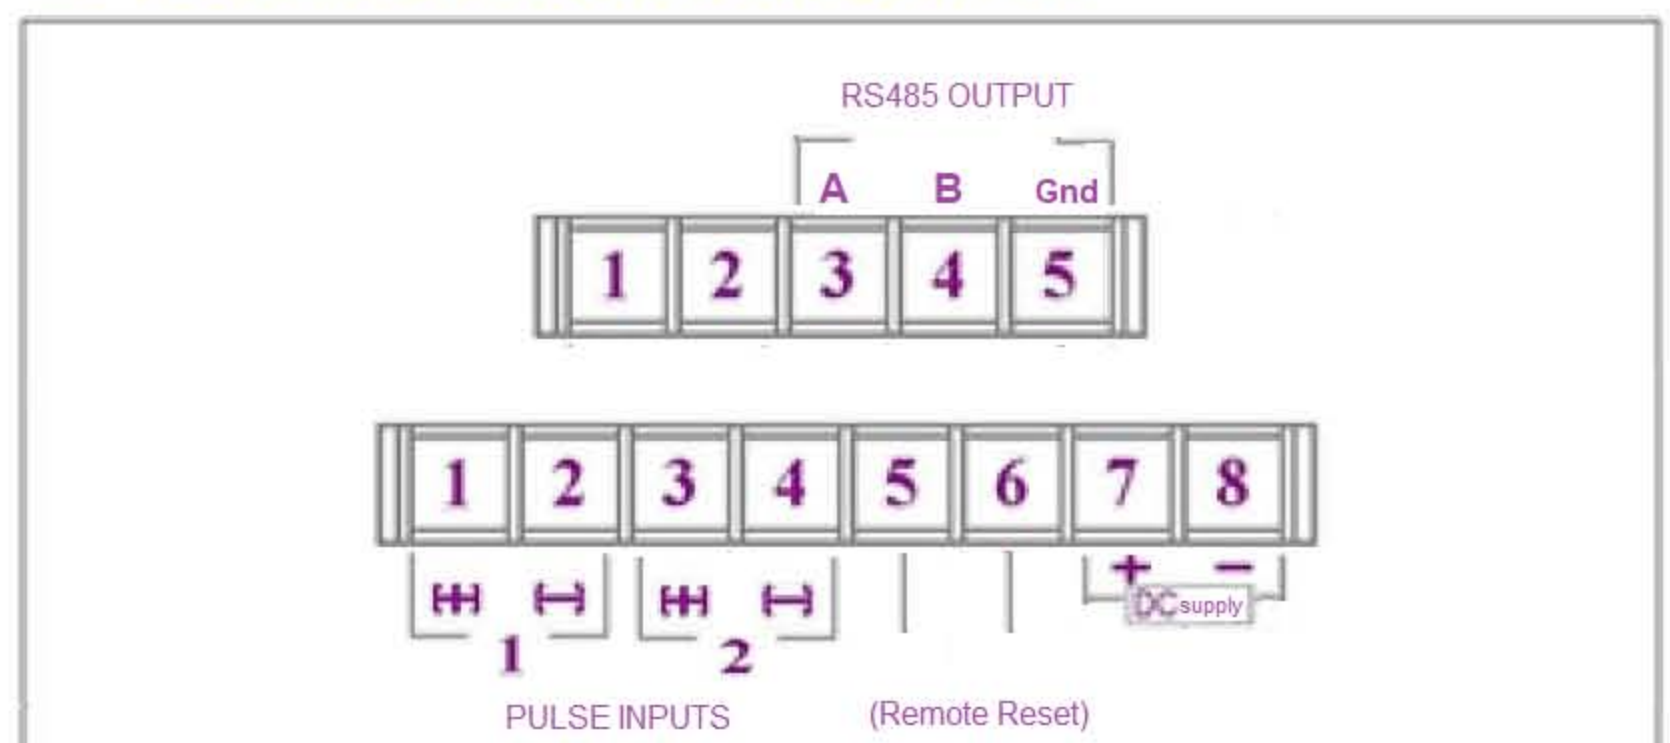 RS485 OUTPUT
A B Gnd
1 2 3 4 5
1 2 3 4 5 6 7 8
[+] [−] [+] [−] + −
DC supply
1 2
PULSE INPUTS (Remote Reset)